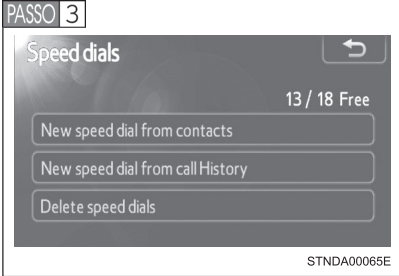 PASSO 3
Speed dials
13 / 18 Free
New speed dial from contacts
New speed dial from call History
Delete speed dials
STNDA00065E